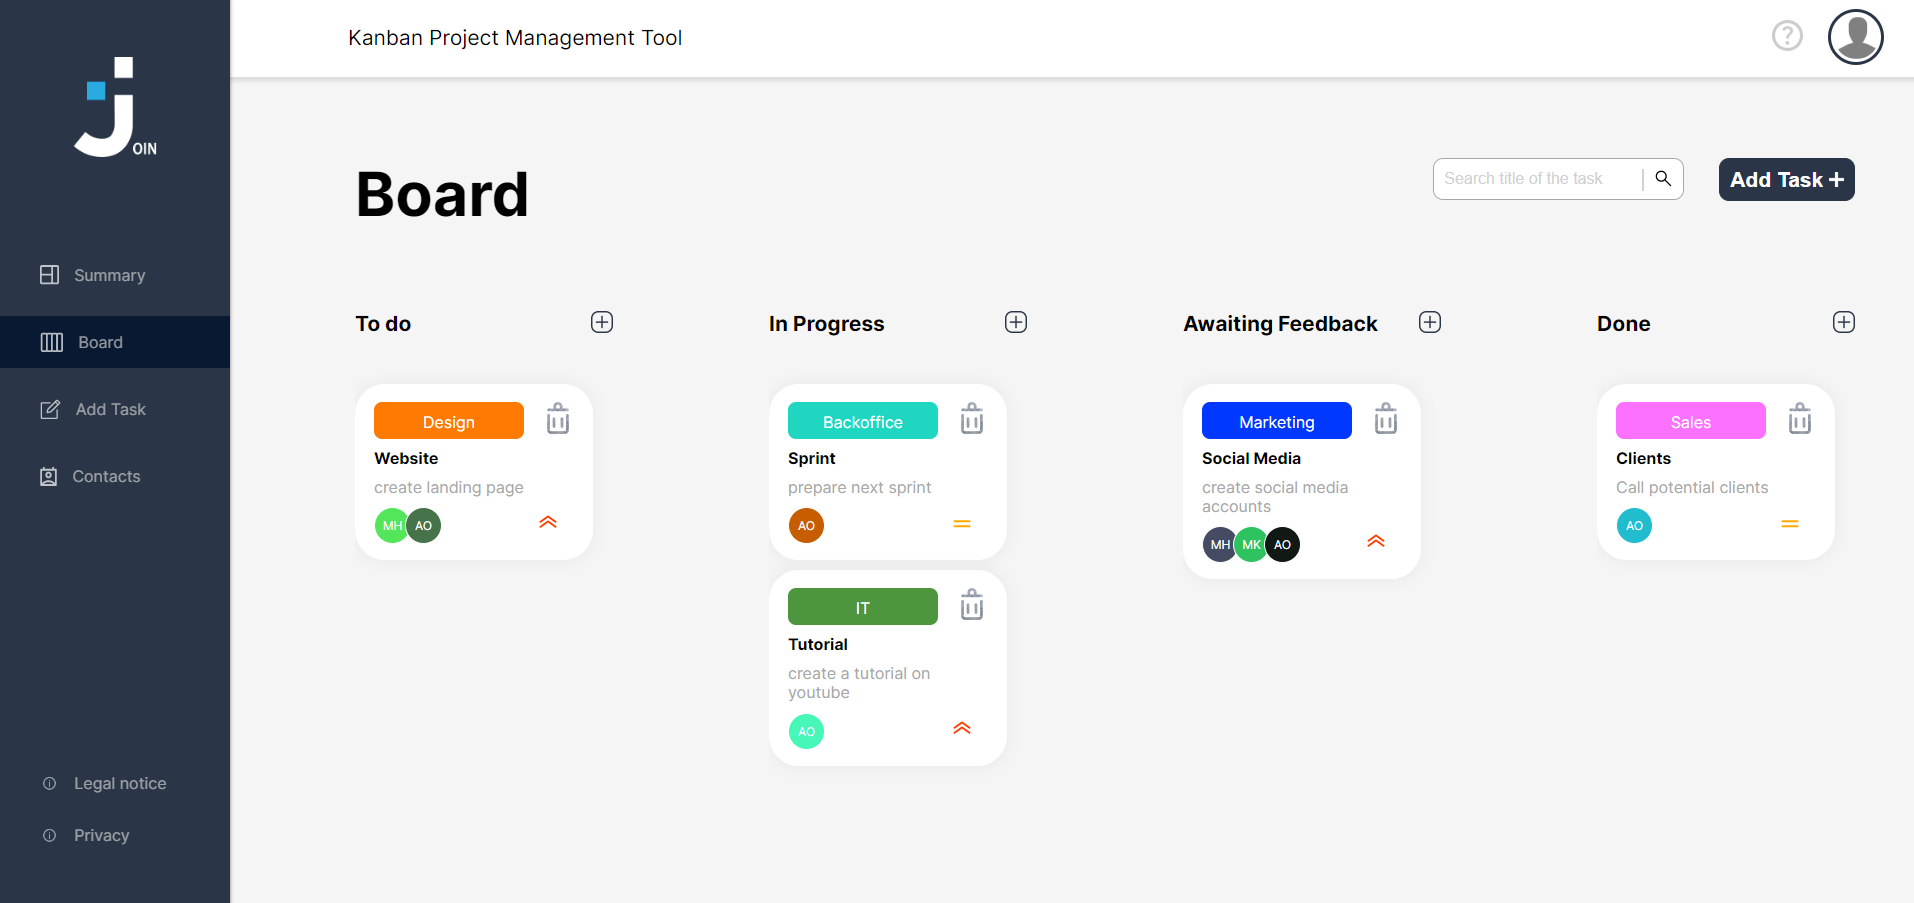 OIN
Summary
Board
Add Task
Contacts
Legal notice
Privacy
Kanban Project Management Tool
?
Board
Search title of the task
Add Task +
To do
Design
Website
create landing page
MH AO
In Progress
Backoffice
Sprint
prepare next sprint
AO
IT
Tutorial
create a tutorial on
youtube
AO
Awaiting Feedback
Marketing
Social Media
create social media
accounts
MH MK AO
Done
Sales
Clients
Call potential clients
AO